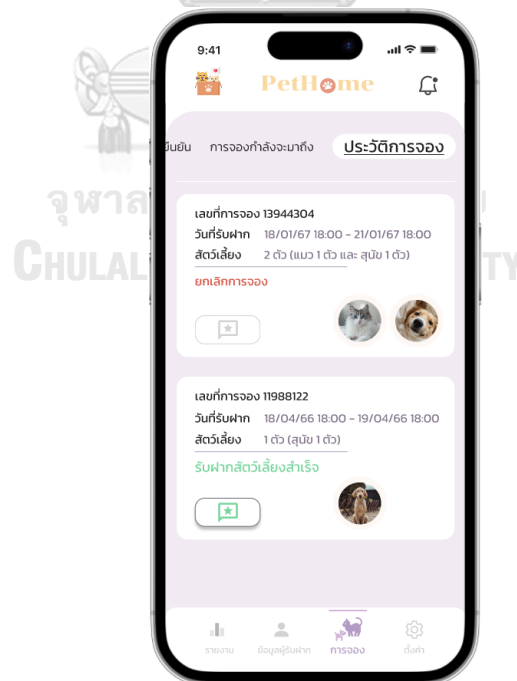 9:41
PetHome
ยืนยัน การจองกำลังจะมาถึง ประวัติการจอง
เลขที่การจอง 13944304
วันที่รับฝาก 18/01/67 18:00 - 21/01/67 18:00
สัตว์เลี้ยง 2 ตัว (แมว 1 ตัว และ สุนัข 1 ตัว)
ยกเลิกการจอง
เลขที่การจอง 11988122
วันที่รับฝาก 18/04/66 18:00 - 19/04/66 18:00
สัตว์เลี้ยง 1 ตัว (สุนัข 1 ตัว)
รับฝากสัตว์เลี้ยงสำเร็จ
รายงาน ข้อมูลผู้รับฝาก การจอง ตั้งค่า
จุฬาล
CHULAL TY